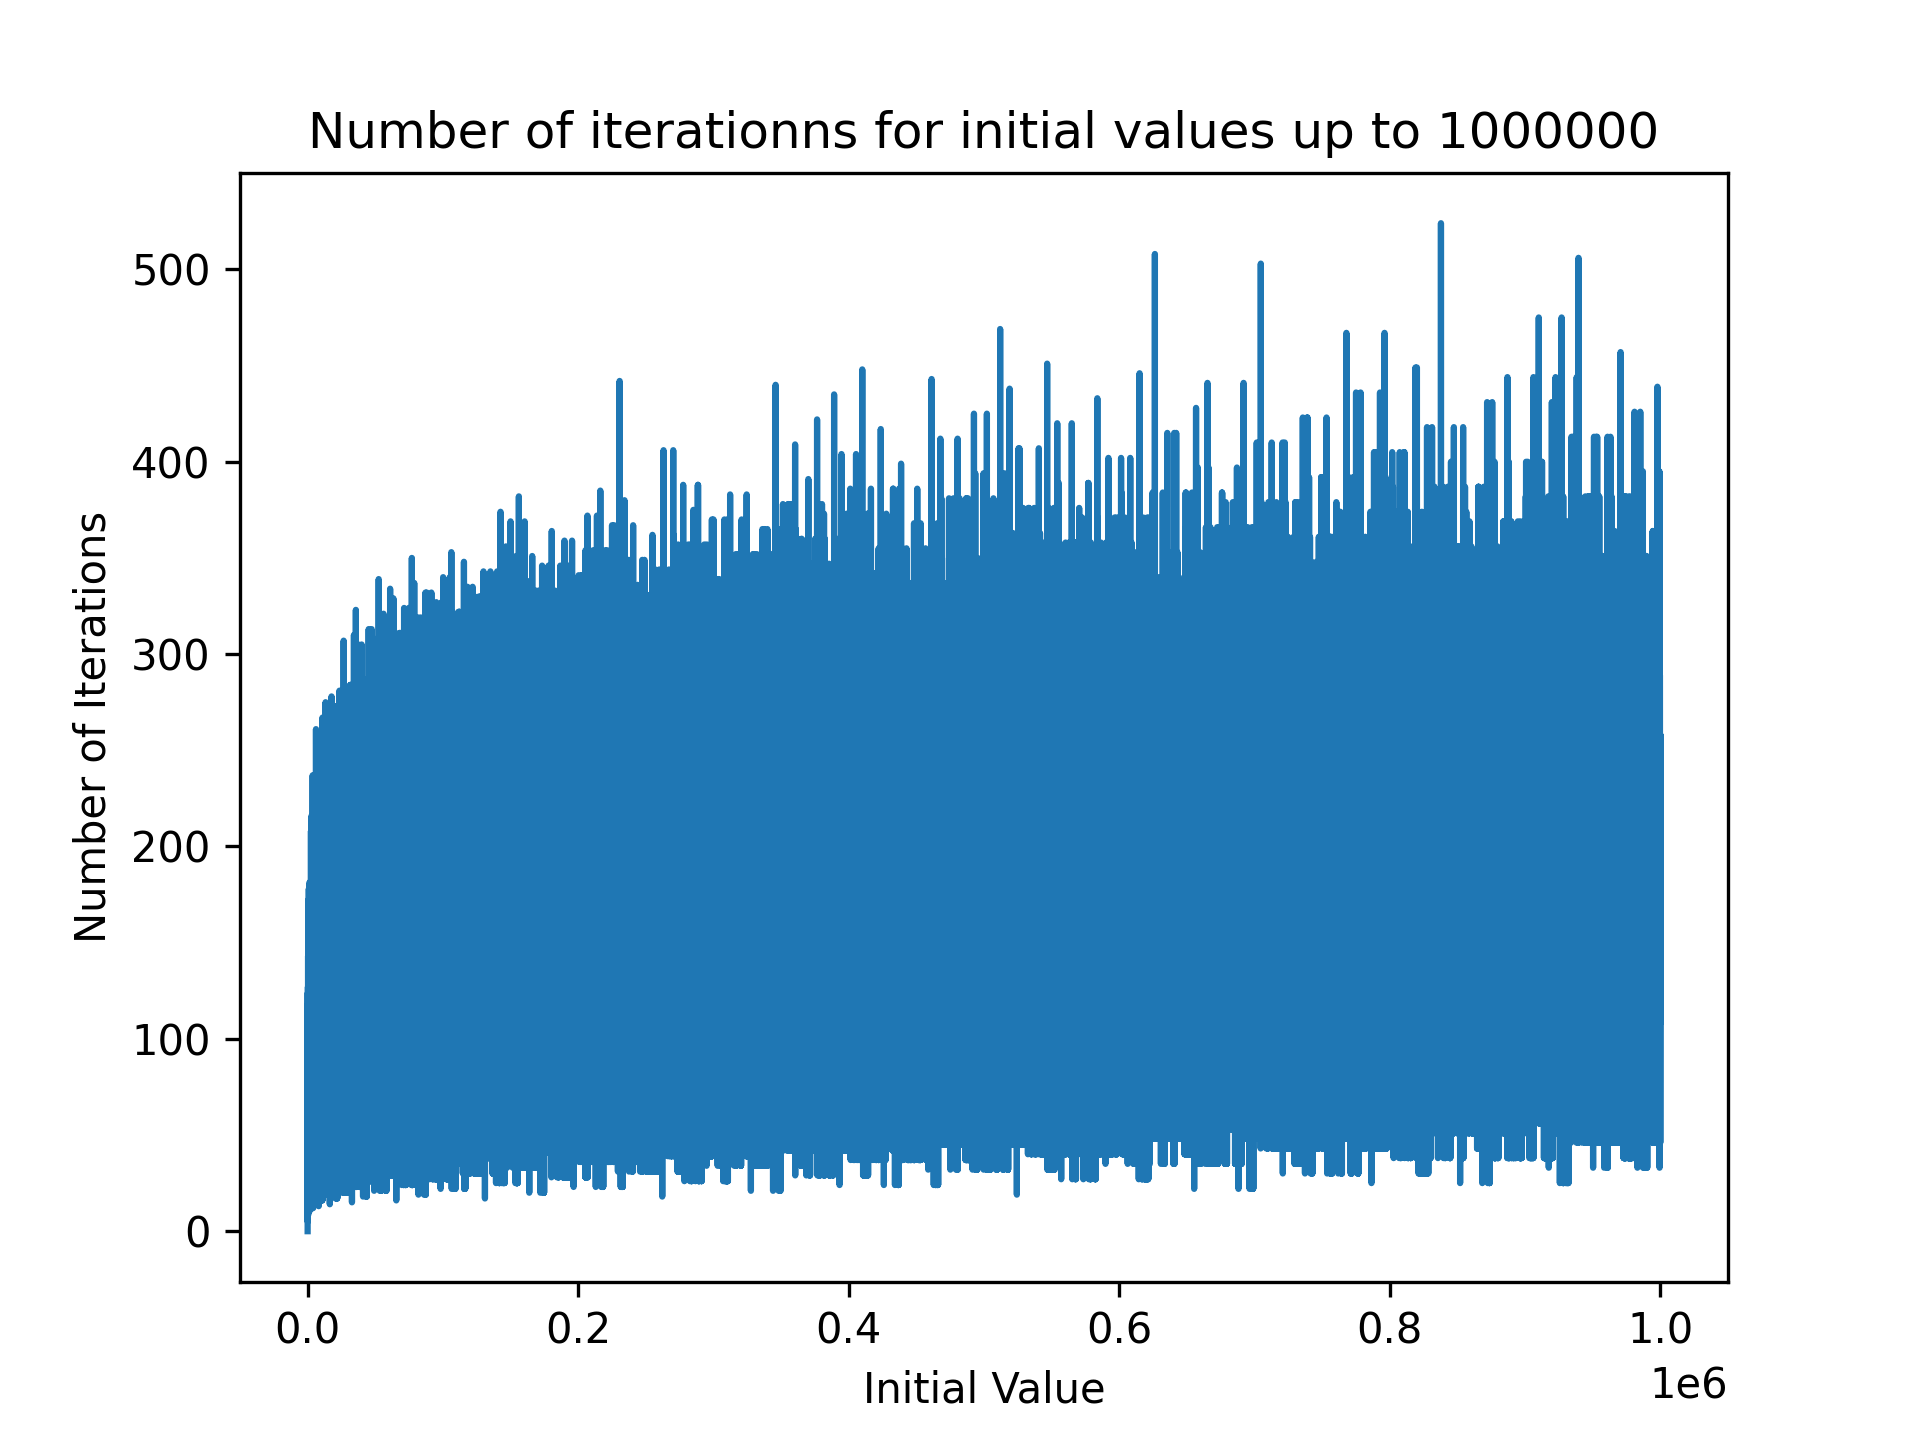 Number of iterationns for initial values up to 1000000
Number of Iterations
500
400
300
200
100
0
0.0 0.2 0.4 0.6 0.8 1.0
1e6
Initial Value